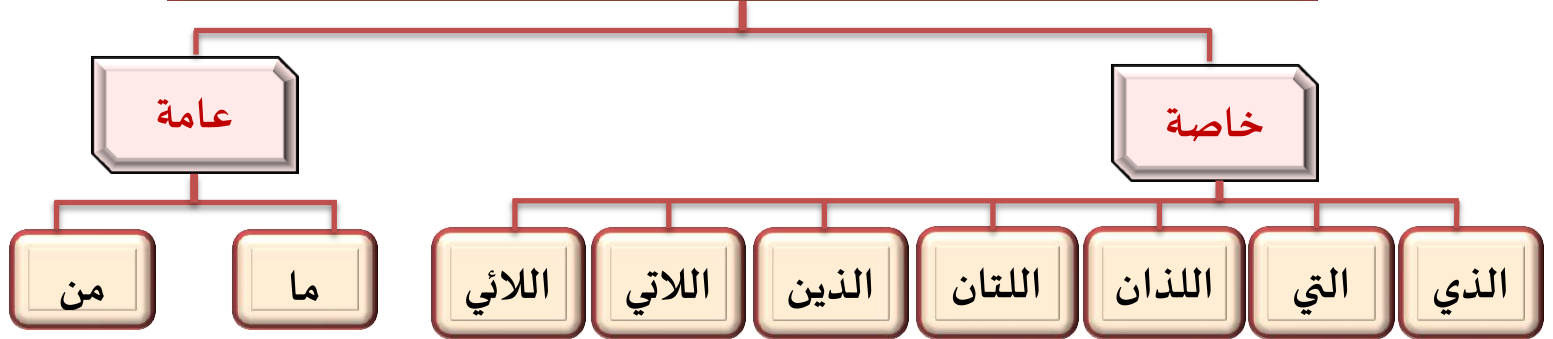 خاصة
عامة
الذي
التي
اللذان
اللتان
الذين
اللاتي
اللائي
ما
من